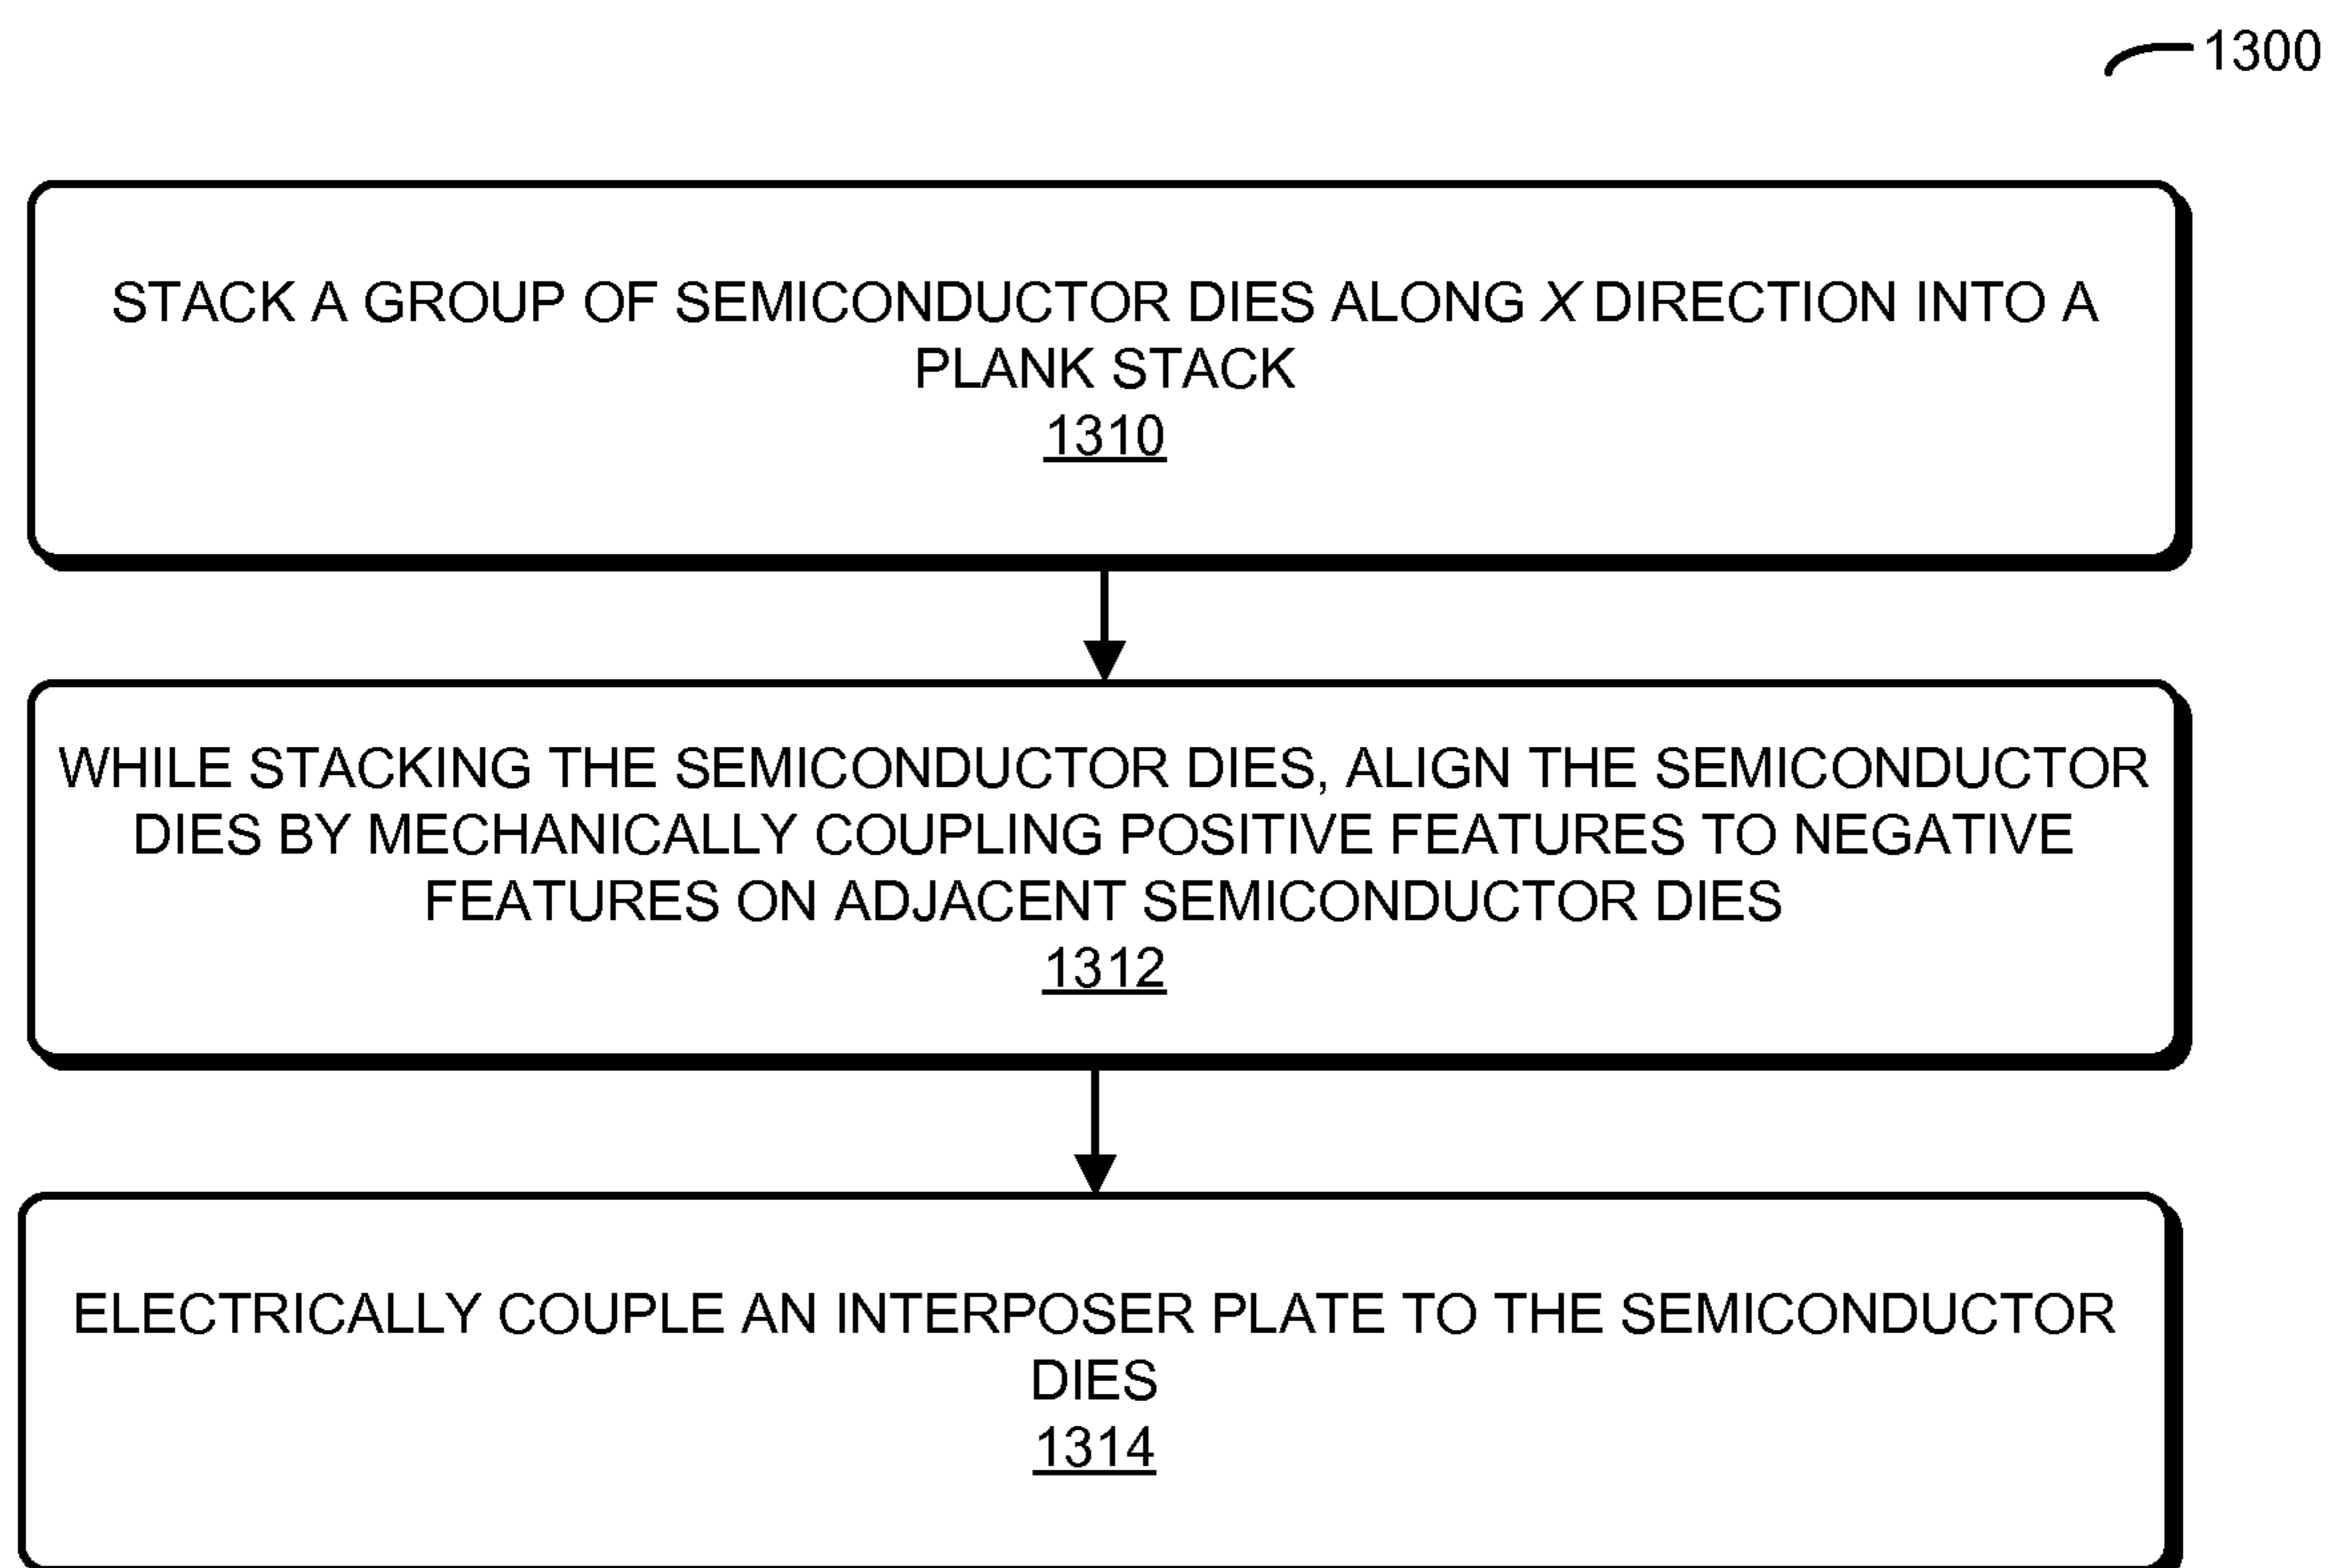 1300
STACK A GROUP OF SEMICONDUCTOR DIES ALONG X DIRECTION INTO A
PLANK STACK
1310
WHILE STACKING THE SEMICONDUCTOR DIES, ALIGN THE SEMICONDUCTOR
DIES BY MECHANICALLY COUPLING POSITIVE FEATURES TO NEGATIVE
FEATURES ON ADJACENT SEMICONDUCTOR DIES
1312
ELECTRICALLY COUPLE AN INTERPOSER PLATE TO THE SEMICONDUCTOR
DIES
1314